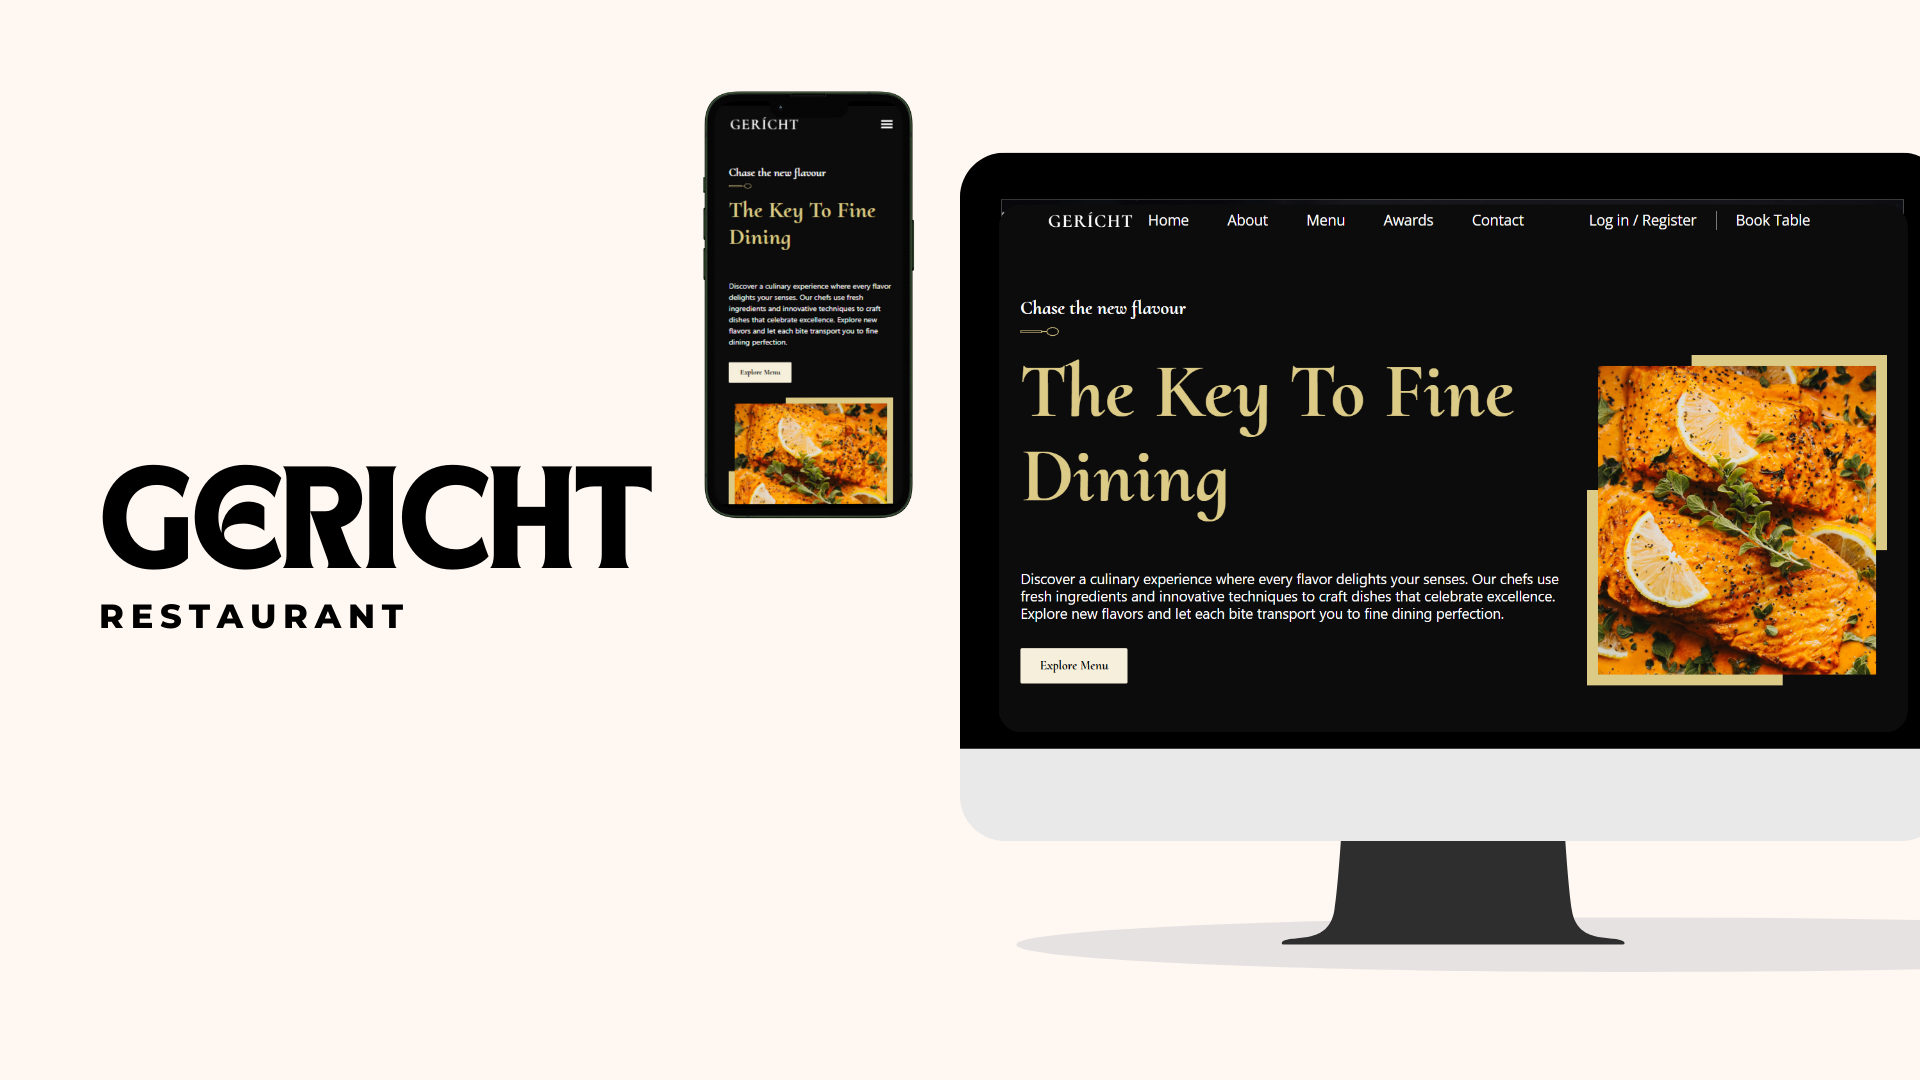 GERICHT
RESTAURANT
GERÍCHT
Chase the new flavour
The Key To Fine
Dining
Discover a culinary experience where every flavor
delights your senses. Our chefs use fresh
ingredients and innovative techniques to craft
dishes that celebrate excellence. Explore new
flavors and let each bite transport you to fine
dining perfection.
Explore Menu
GERÍCHT Home About Menu Awards Contact Log in / Register Book Table
Chase the new flavour
The Key To Fine
Dining
Discover a culinary experience where every flavor delights your senses. Our chefs use
fresh ingredients and innovative techniques to craft dishes that celebrate excellence.
Explore new flavors and let each bite transport you to fine dining perfection.
Explore Menu